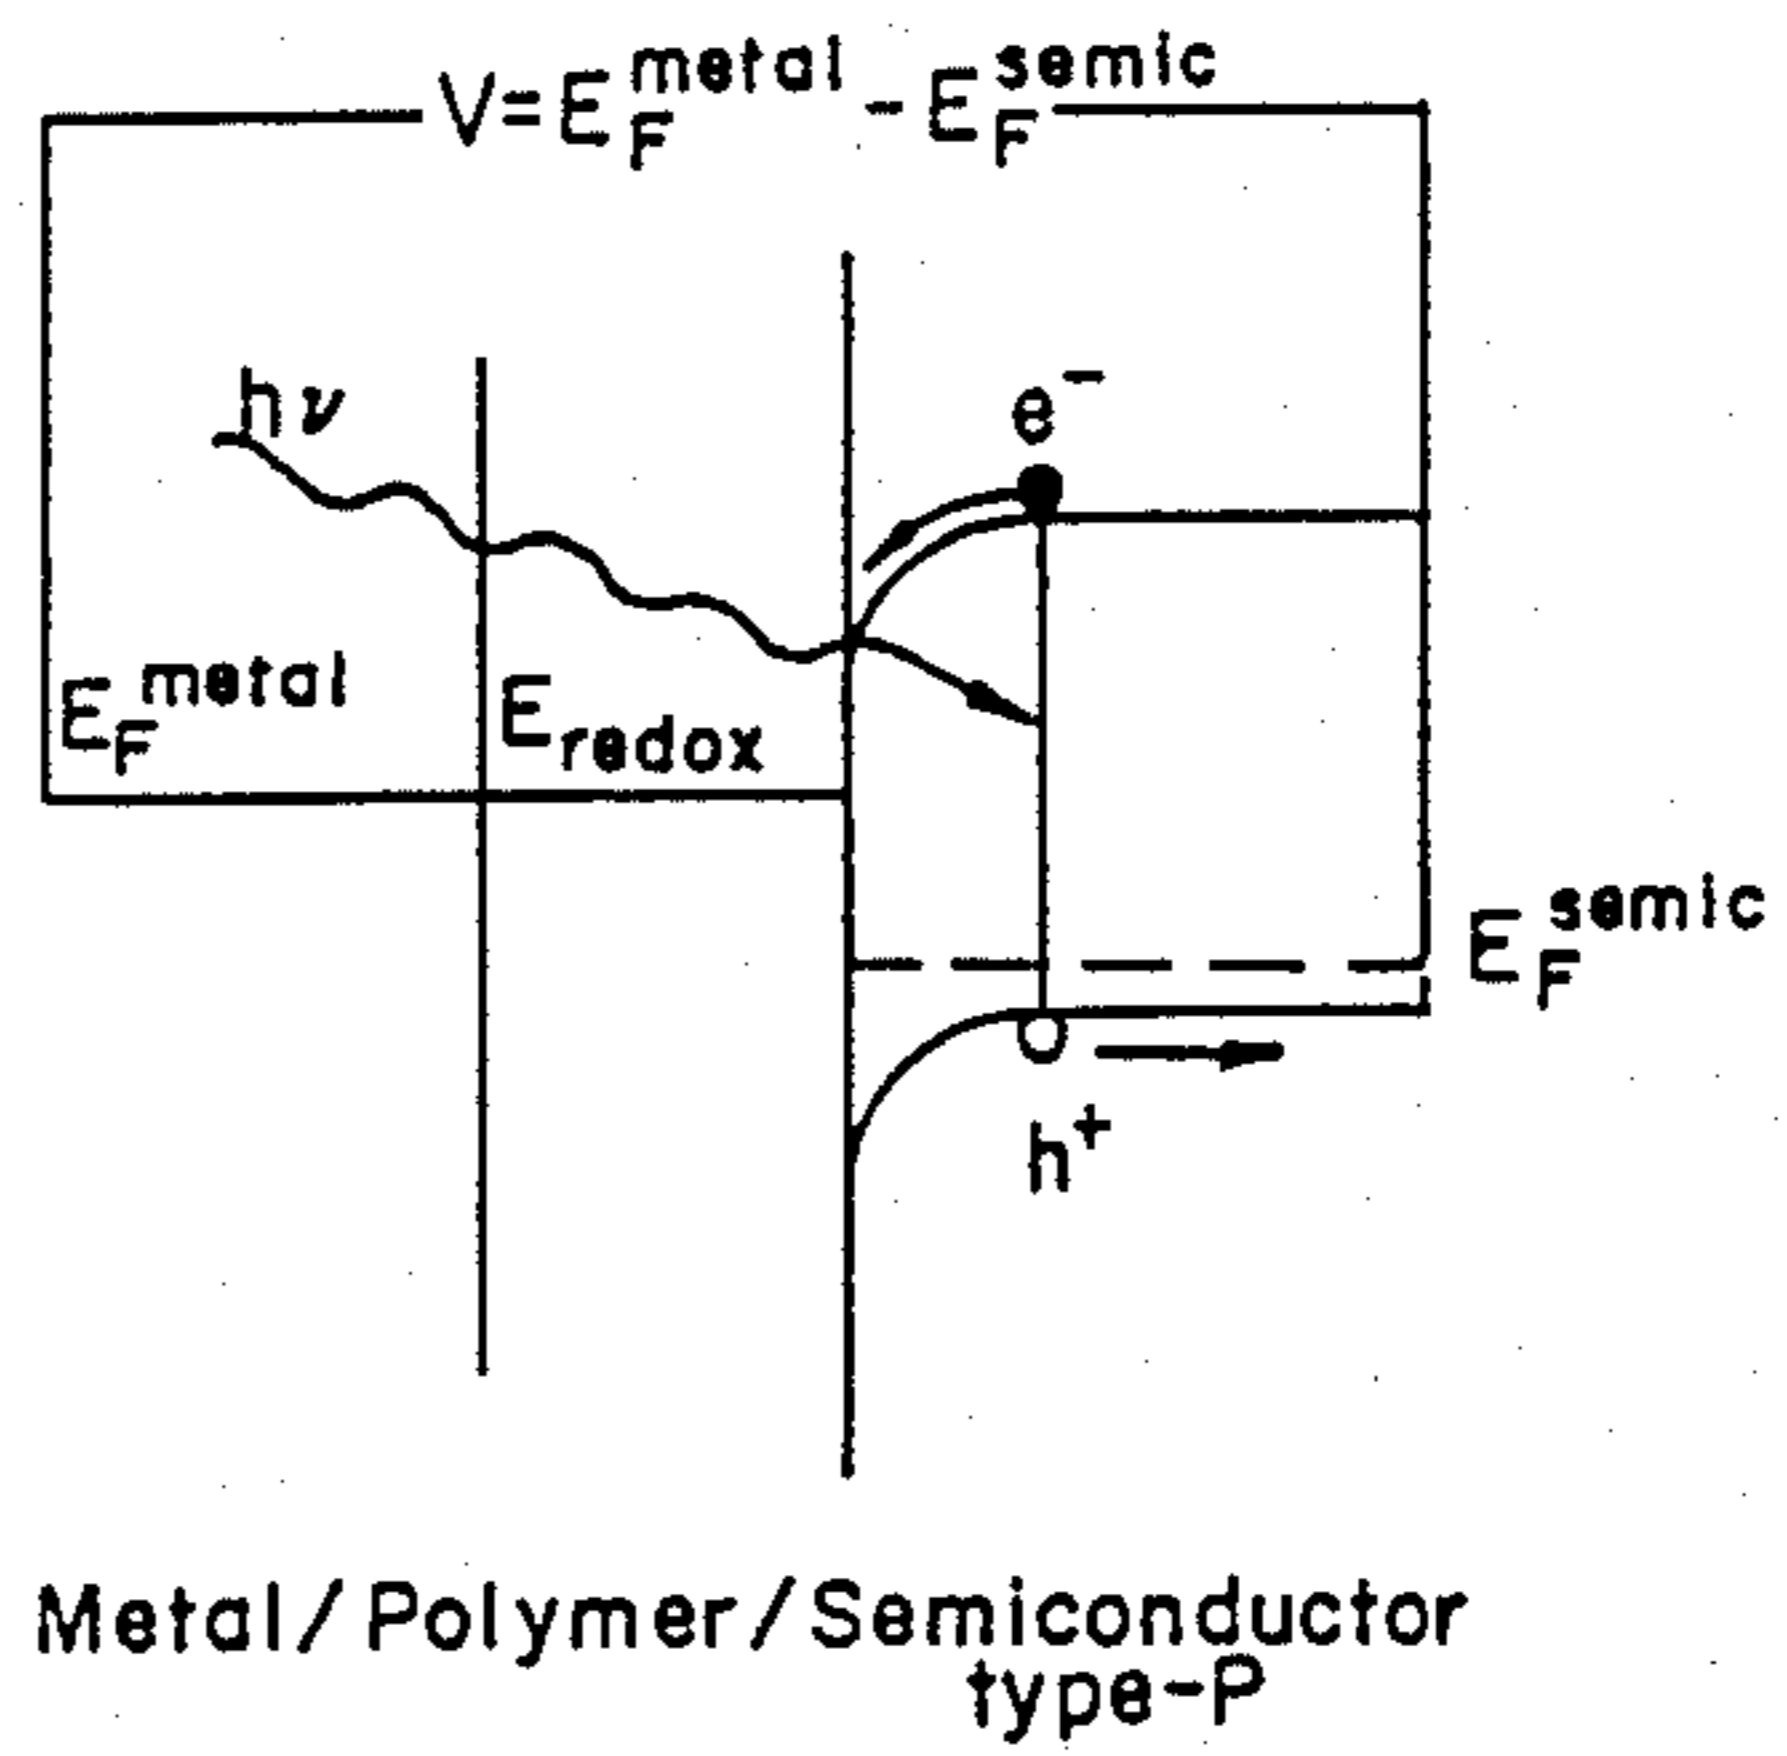 V=E_F^metal-E_F^semic
hν
e⁻
E_F^metal
E_redox
E_F^semic
h⁺
Metal/Polymer/Semiconductor
type-P